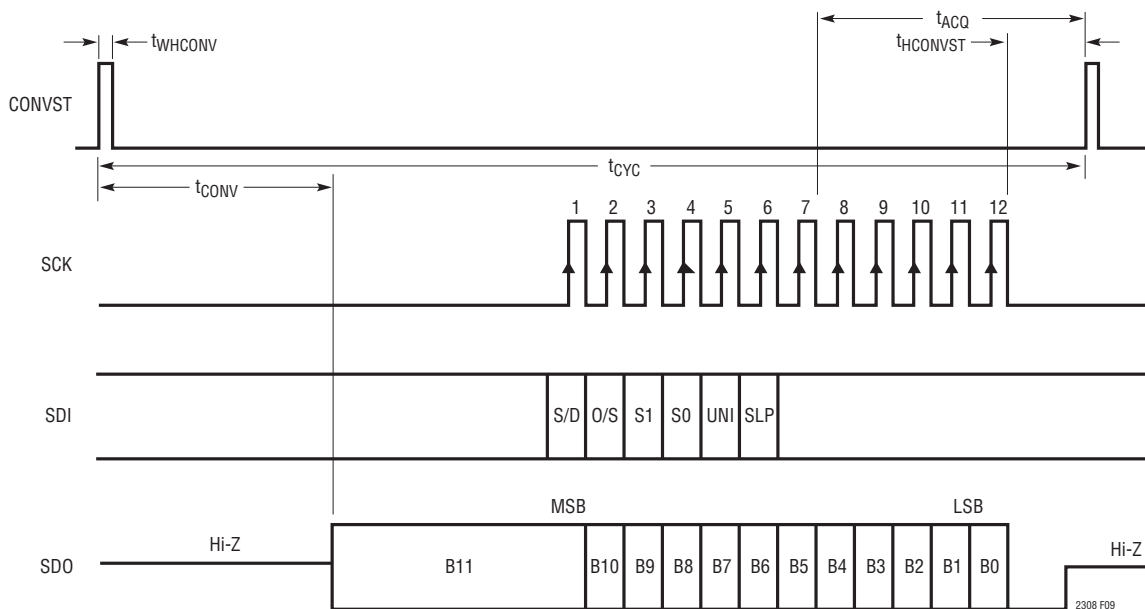 tWHCONV
tACQ
tHCONVST
CONVST
tCYC
tCONV
1 2 3 4 5 6 7 8 9 10 11 12
SCK
SDI
S/D O/S S1 S0 UNI SLP
MSB LSB
SDO
Hi-Z
B11 B10 B9 B8 B7 B6 B5 B4 B3 B2 B1 B0
Hi-Z
2308 F09